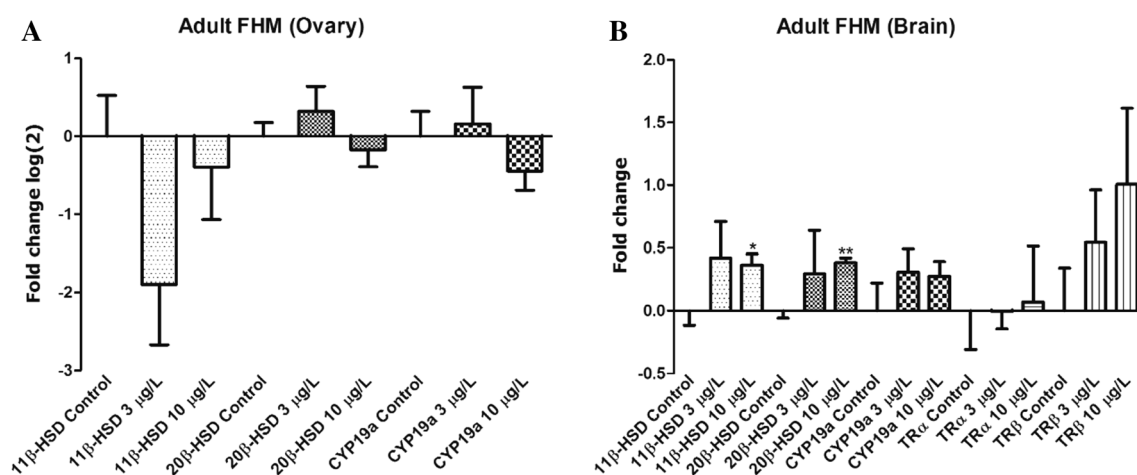 A
Adult FHM (Ovary)
Fold change log(2)
1
0
-1
-2
-3
11β-HSD Control
11β-HSD 3 μg/L
11β-HSD 10 μg/L
20β-HSD Control
20β-HSD 3 μg/L
20β-HSD 10 μg/L
CYP19a Control
CYP19a 3 μg/L
CYP19a 10 μg/L
B
Adult FHM (Brain)
Fold change
2.0
1.5
1.0
0.5
0.0
-0.5
*
**
11β-HSD Control
11β-HSD 3 μg/L
11β-HSD 10 μg/L
20β-HSD Control
20β-HSD 3 μg/L
20β-HSD 10 μg/L
CYP19a Control
CYP19a 3 μg/L
CYP19a 10 μg/L
TRα Control
TRα 3 μg/L
TRα 10 μg/L
TRβ Control
TRβ 3 μg/L
TRβ 10 μg/L